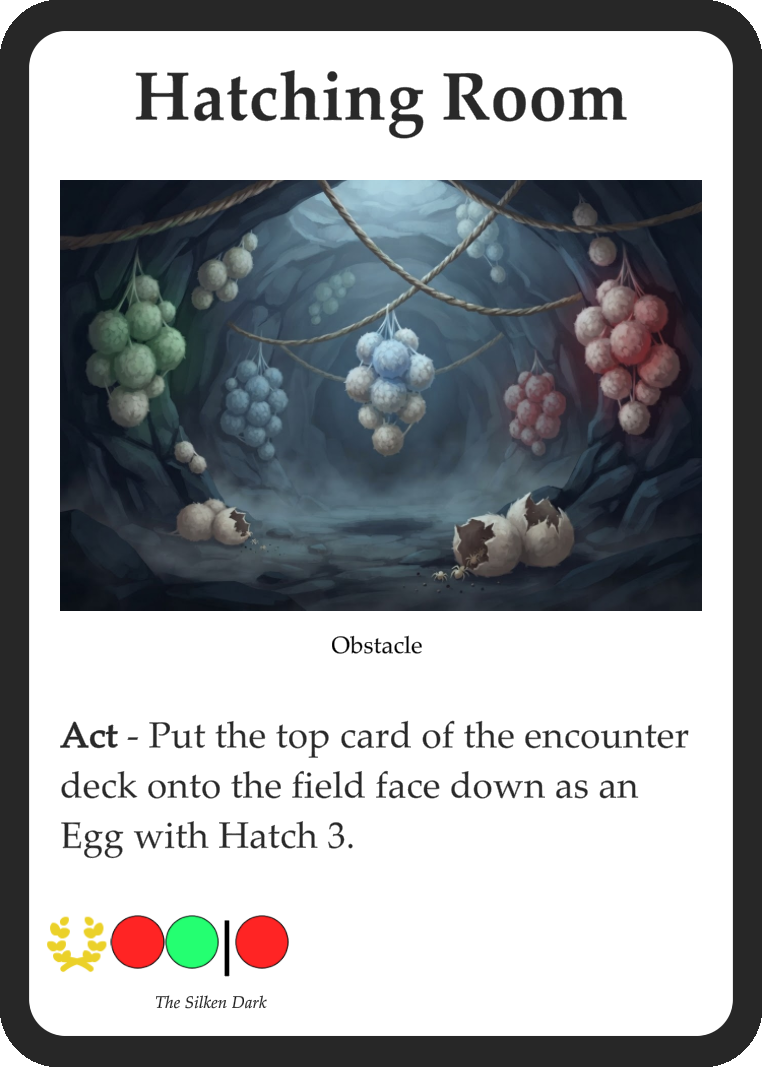 Hatching Room
Obstacle
Act - Put the top card of the encounter
deck onto the field face down as an
Egg with Hatch 3.
The Silken Dark